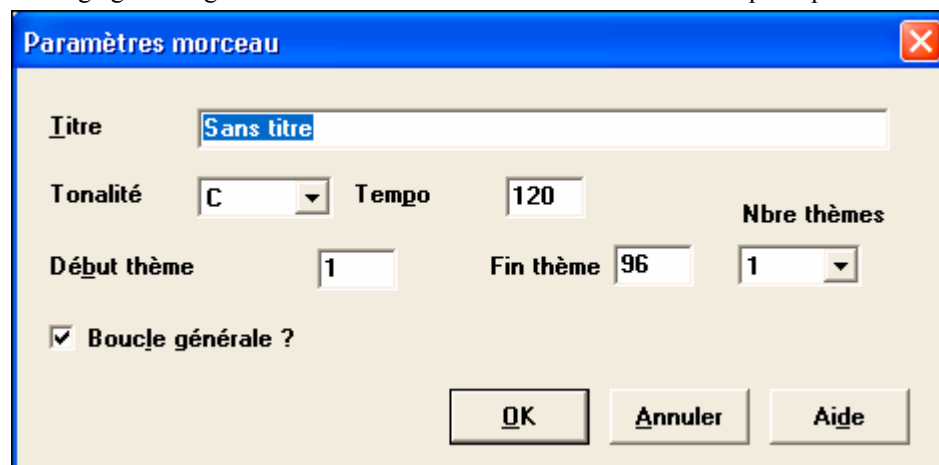 Paramètres morceau
Titre Sans titre
Tonalité C Tempo 120
Nbre thèmes
Début thème 1 Fin thème 96 1
Boucle générale ?
OK Annuler Aide